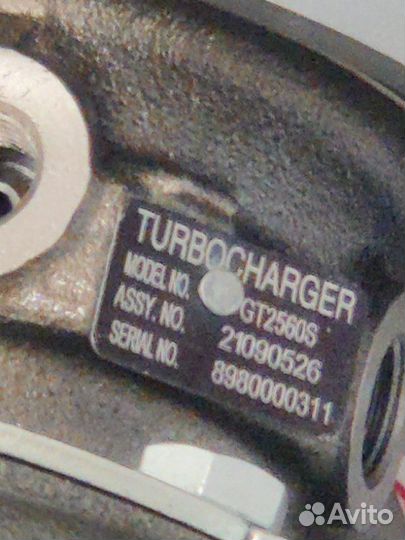 TURBOCHARGER
MODEL NO. GT2560S
ASSY. NO. 21090526
SERIAL NO. 8980000311
Avito